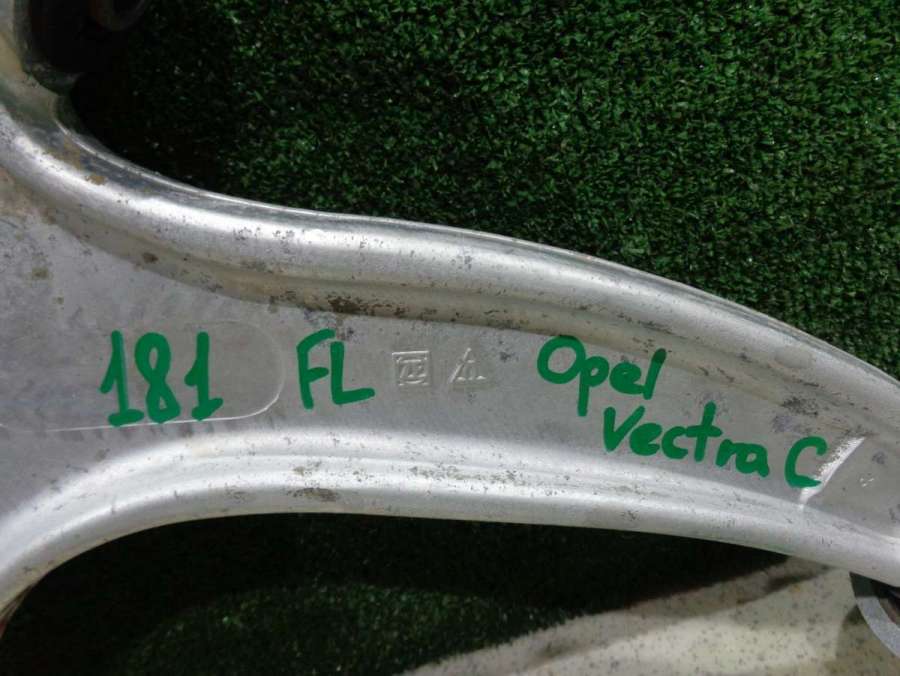 181 FL Opel
Vectra C